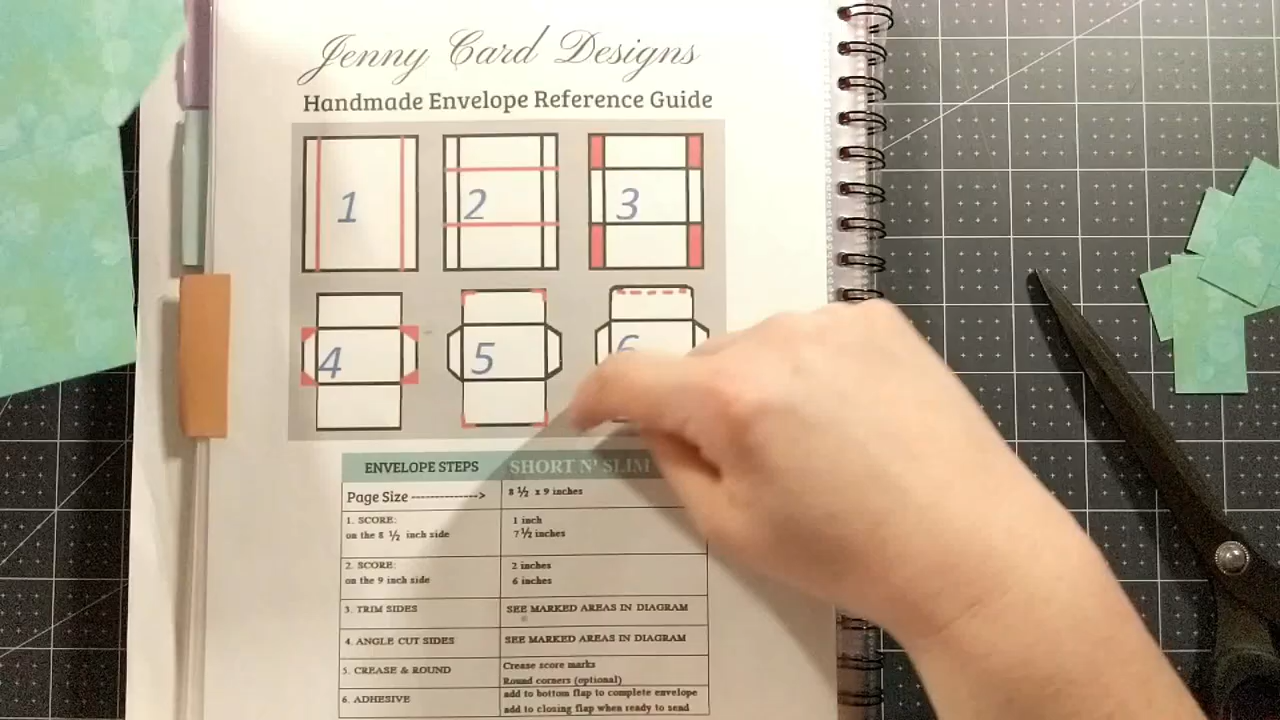 Jenny Card Designs
Handmade Envelope Reference Guide
1
2
3
4
5
6
ENVELOPE STEPS
SHORT N' SLIM
Page Size -------------->
8 ½ x 9 inches
1. SCORE:
on the 8 ½ inch side
1 inch
7 ½ inches
2. SCORE:
on the 9 inch side
2 inches
6 inches
3. TRIM SIDES
SEE MARKED AREAS IN DIAGRAM
4. ANGLE CUT SIDES
SEE MARKED AREAS IN DIAGRAM
5. CREASE & ROUND
Crease score marks
Round corners (optional)
6. ADHESIVE
add to bottom flap to complete envelope
add to closing flap when ready to send